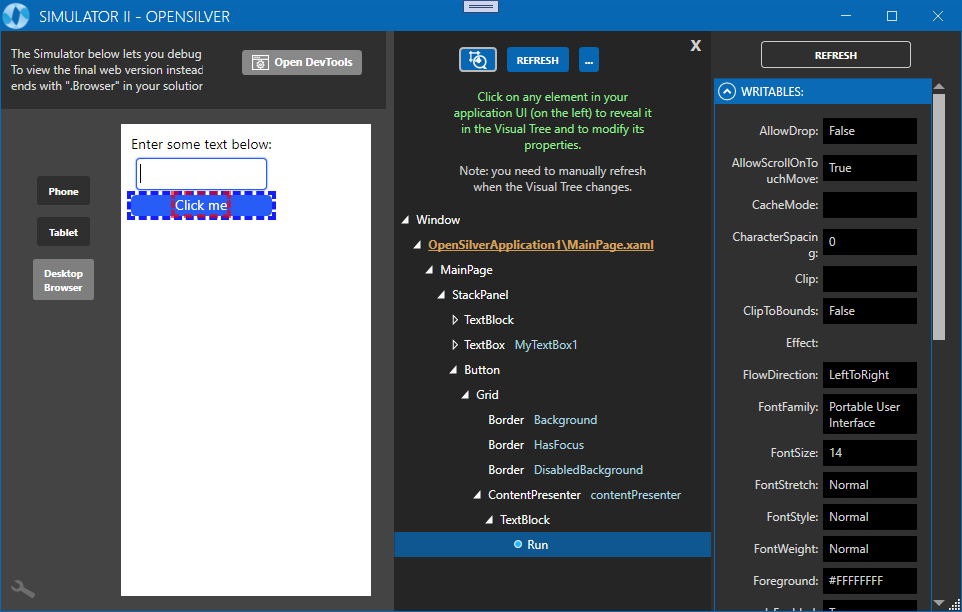 SIMULATOR II - OPENSILVER
The Simulator below lets you debug
To view the final web version instead
ends with ".Browser" in your solution
Open DevTools
Phone
Tablet
Desktop
Browser
Enter some text below:
Click me
REFRESH
...
X
Click on any element in your
application UI (on the left) to reveal it
in the Visual Tree and to modify its
properties.
Note: you need to manually refresh
when the Visual Tree changes.
Window
OpenSilverApplication1\MainPage.xaml
MainPage
StackPanel
TextBlock
TextBox MyTextBox1
Button
Grid
Border Background
Border HasFocus
Border DisabledBackground
ContentPresenter contentPresenter
TextBlock
Run
REFRESH
WRITABLES:
AllowDrop: False
AllowScrollOnTo
uchMove: True
CacheMode:
CharacterSpacin
g: 0
Clip:
ClipToBounds: False
Effect:
FlowDirection: LeftToRight
FontFamily: Portable User
Interface
FontSize: 14
FontStretch: Normal
FontStyle: Normal
FontWeight: Normal
Foreground: #FFFFFFFF